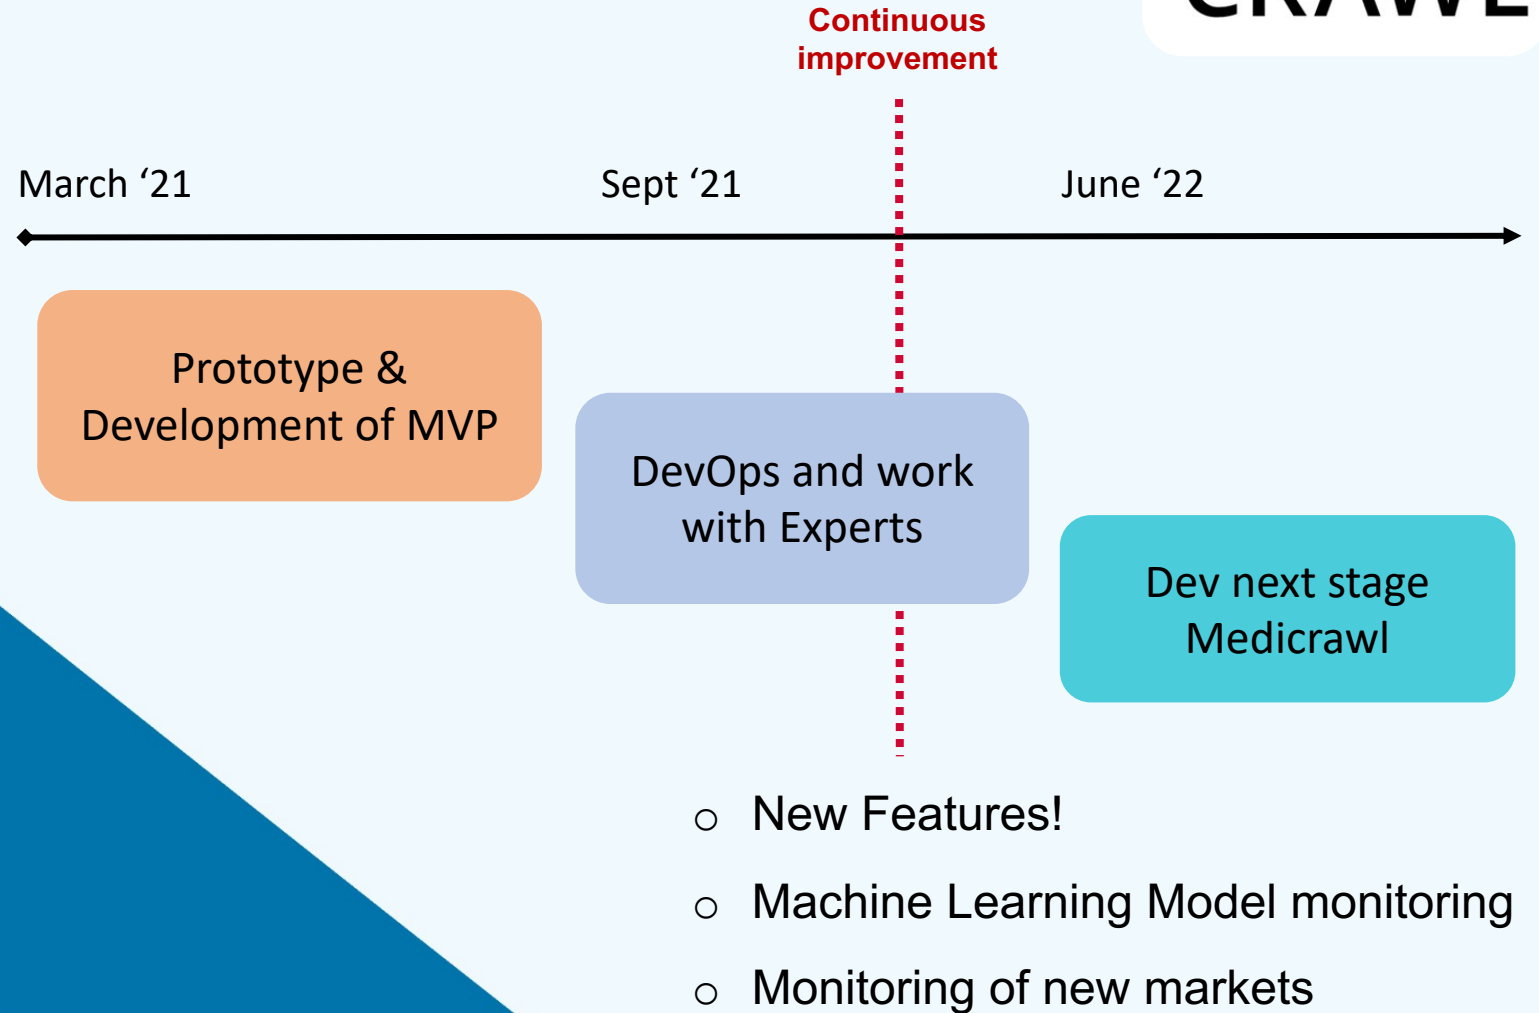 CRAWL
Continuous
improvement
March ‘21
Sept ‘21
June ‘22
Prototype &
Development of MVP
DevOps and work
with Experts
Dev next stage
Medicrawl
o New Features!
o Machine Learning Model monitoring
o Monitoring of new markets